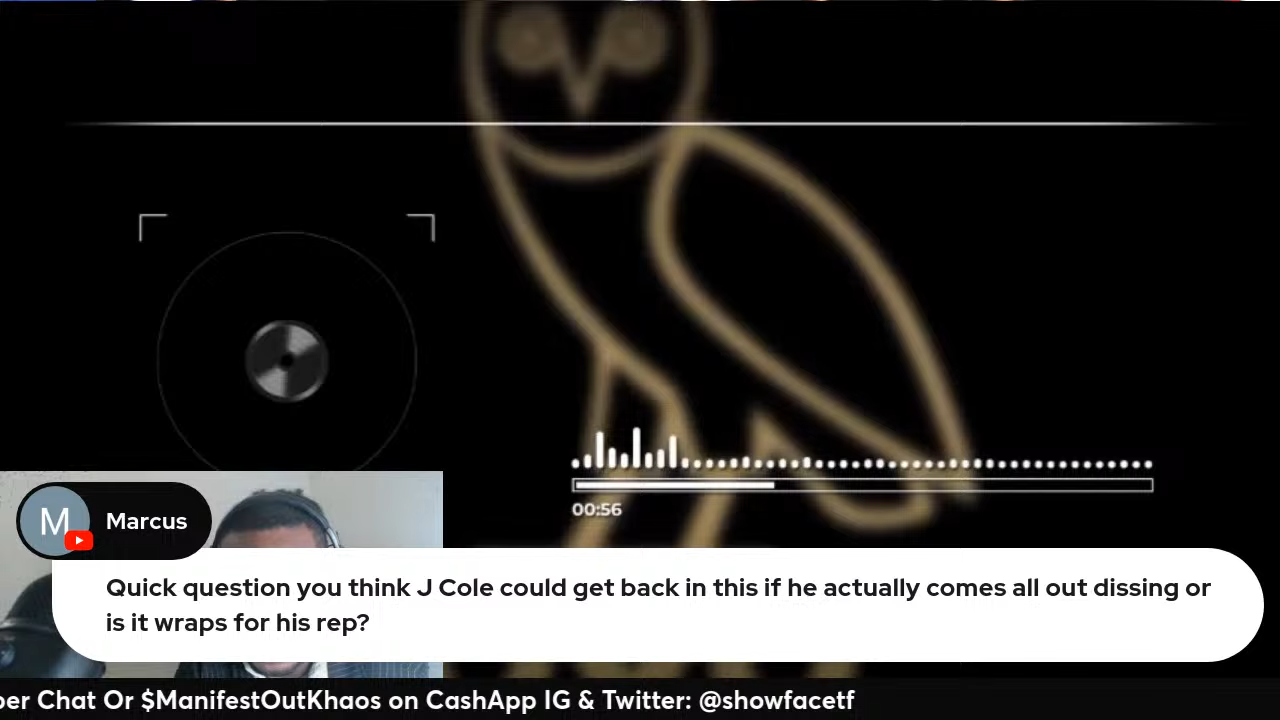 00:56
M
Marcus
Quick question you think J Cole could get back in this if he actually comes all out dissing or
is it wraps for his rep?
per Chat Or $ManifestOutKhaos on CashApp IG & Twitter: @showfacetf